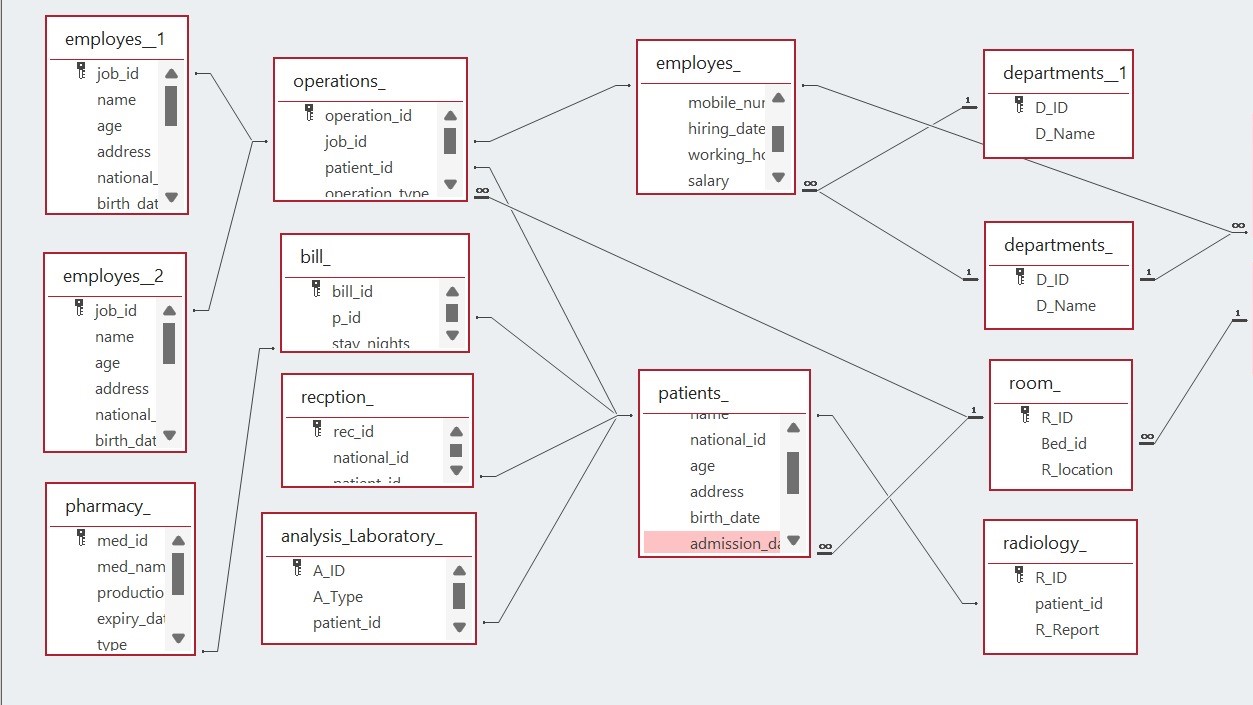 employes__1
job_id
name
age
address
national_
birth_dat
operations_
operation_id
job_id
patient_id
operation_type
employes_
mobile_nur
hiring_date
working_ho
salary
departments__1
D_ID
D_Name
employes__2
job_id
name
age
address
national_
birth_dat
bill_
bill_id
p_id
stay_nights
departments_
D_ID
D_Name
recption_
rec_id
national_id
patient_id
patients_
name
national_id
age
address
birth_date
admission_da
room_
R_ID
Bed_id
R_location
pharmacy_
med_id
med_nam
productio
expiry_dat
type
analysis_Laboratory_
A_ID
A_Type
patient_id
radiology_
R_ID
patient_id
R_Report
∞
1
∞
1
1
∞
1
1
∞
∞